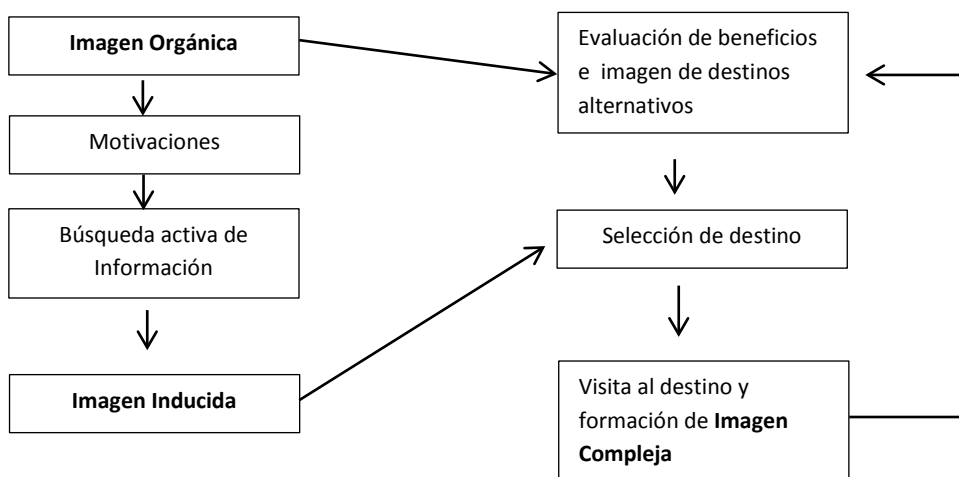 Imagen Orgánica
Motivaciones
Búsqueda activa de
Información
Imagen Inducida
Evaluación de beneficios
e imagen de destinos
alternativos
Selección de destino
Visita al destino y
formación de Imagen
Compleja